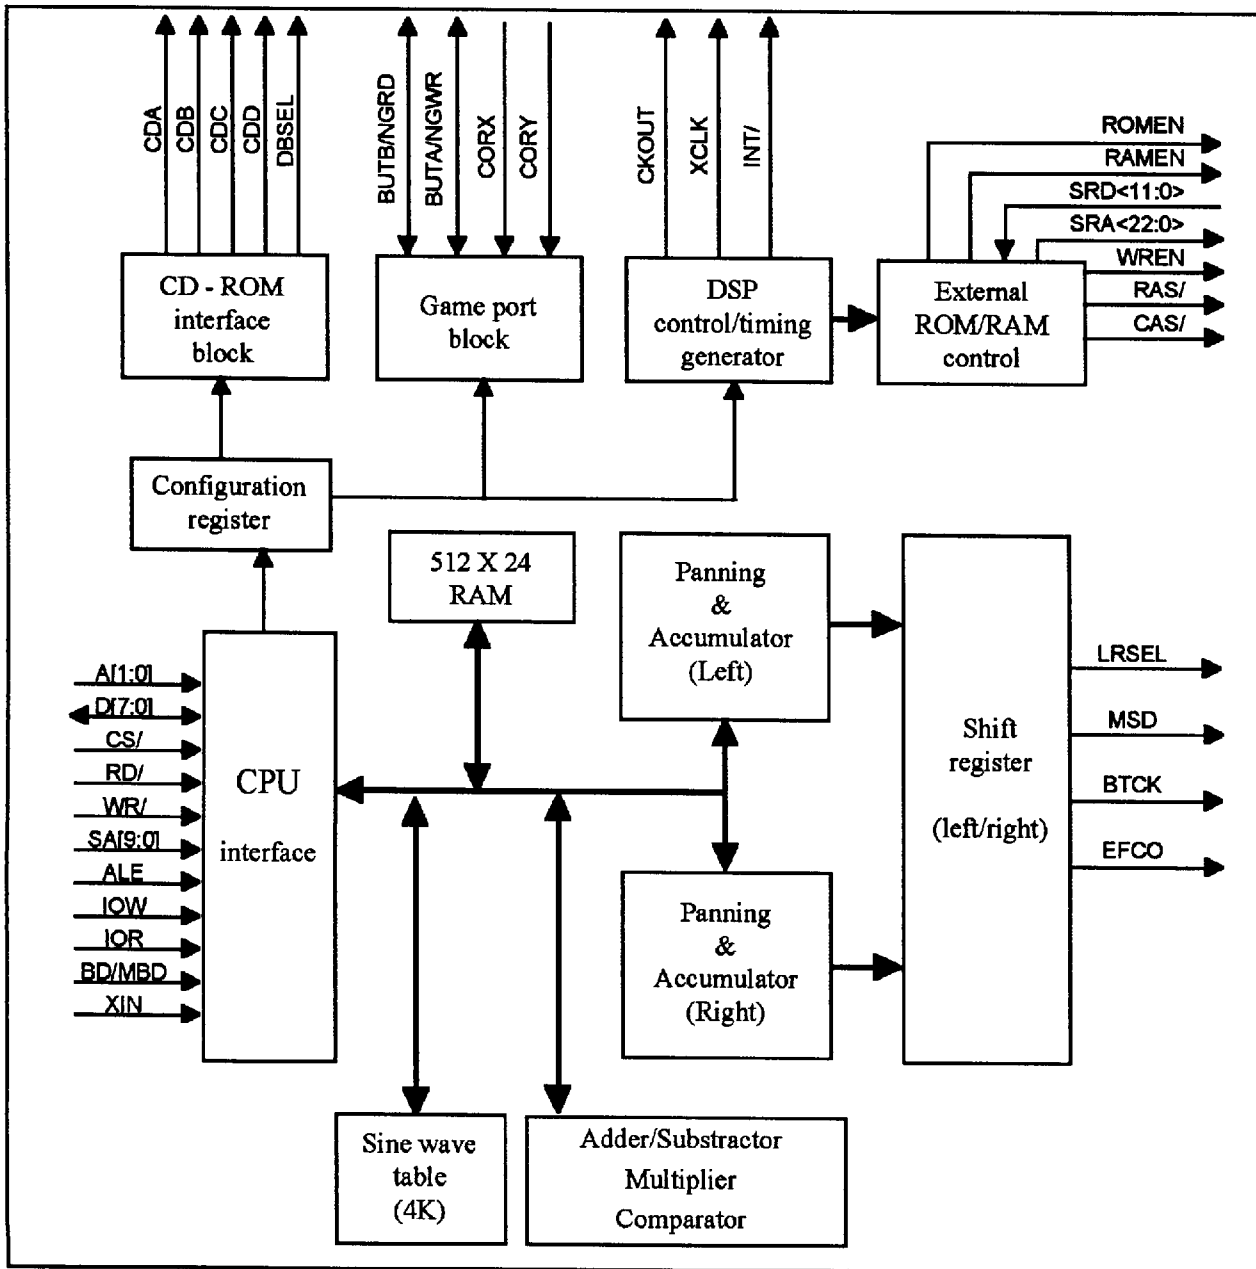 CDA
CDB
CDC
CDD
DBSEL
BUTB/NGRD
BUTA/NGWR
CORX
CORY
CKOUT
XCLK
INT/
ROMEN
RAMEN
SRD<11:0>
SRA<22:0>
WREN
RAS/
CAS/
CD - ROM
interface
block
Game port
block
DSP
control/timing
generator
External
ROM/RAM
control
Configuration
register
512 X 24
RAM
Panning
&
Accumulator
(Left)
Shift
register
(left/right)
LRSEL
MSD
BTCK
EFCO
A[1:0]
D[7:0]
CS/
RD/
WR/
SA[9:0]
ALE
IOW
IOR
BD/MBD
XIN
CPU
interface
Panning
&
Accumulator
(Right)
Sine wave
table
(4K)
Adder/Substractor
Multiplier
Comparator